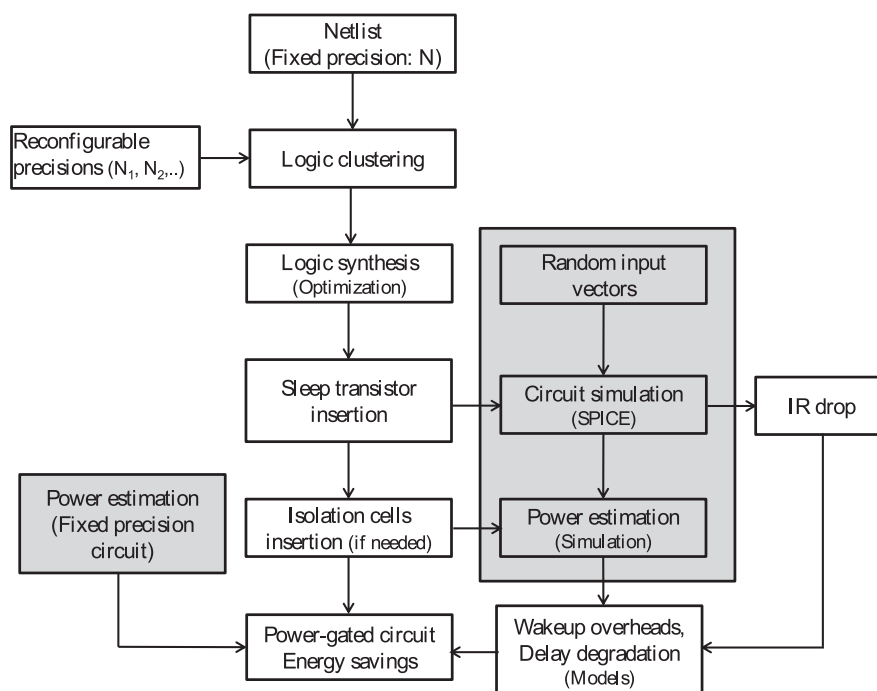 Netlist
(Fixed precision: N)
Reconfigurable
precisions (N₁, N₂,..)
Logic clustering
Logic synthesis
(Optimization)
Random input
vectors
Sleep transistor
insertion
Circuit simulation
(SPICE)
IR drop
Power estimation
(Fixed precision
circuit)
Isolation cells
insertion (if needed)
Power estimation
(Simulation)
Power-gated circuit
Energy savings
Wakeup overheads,
Delay degradation
(Models)